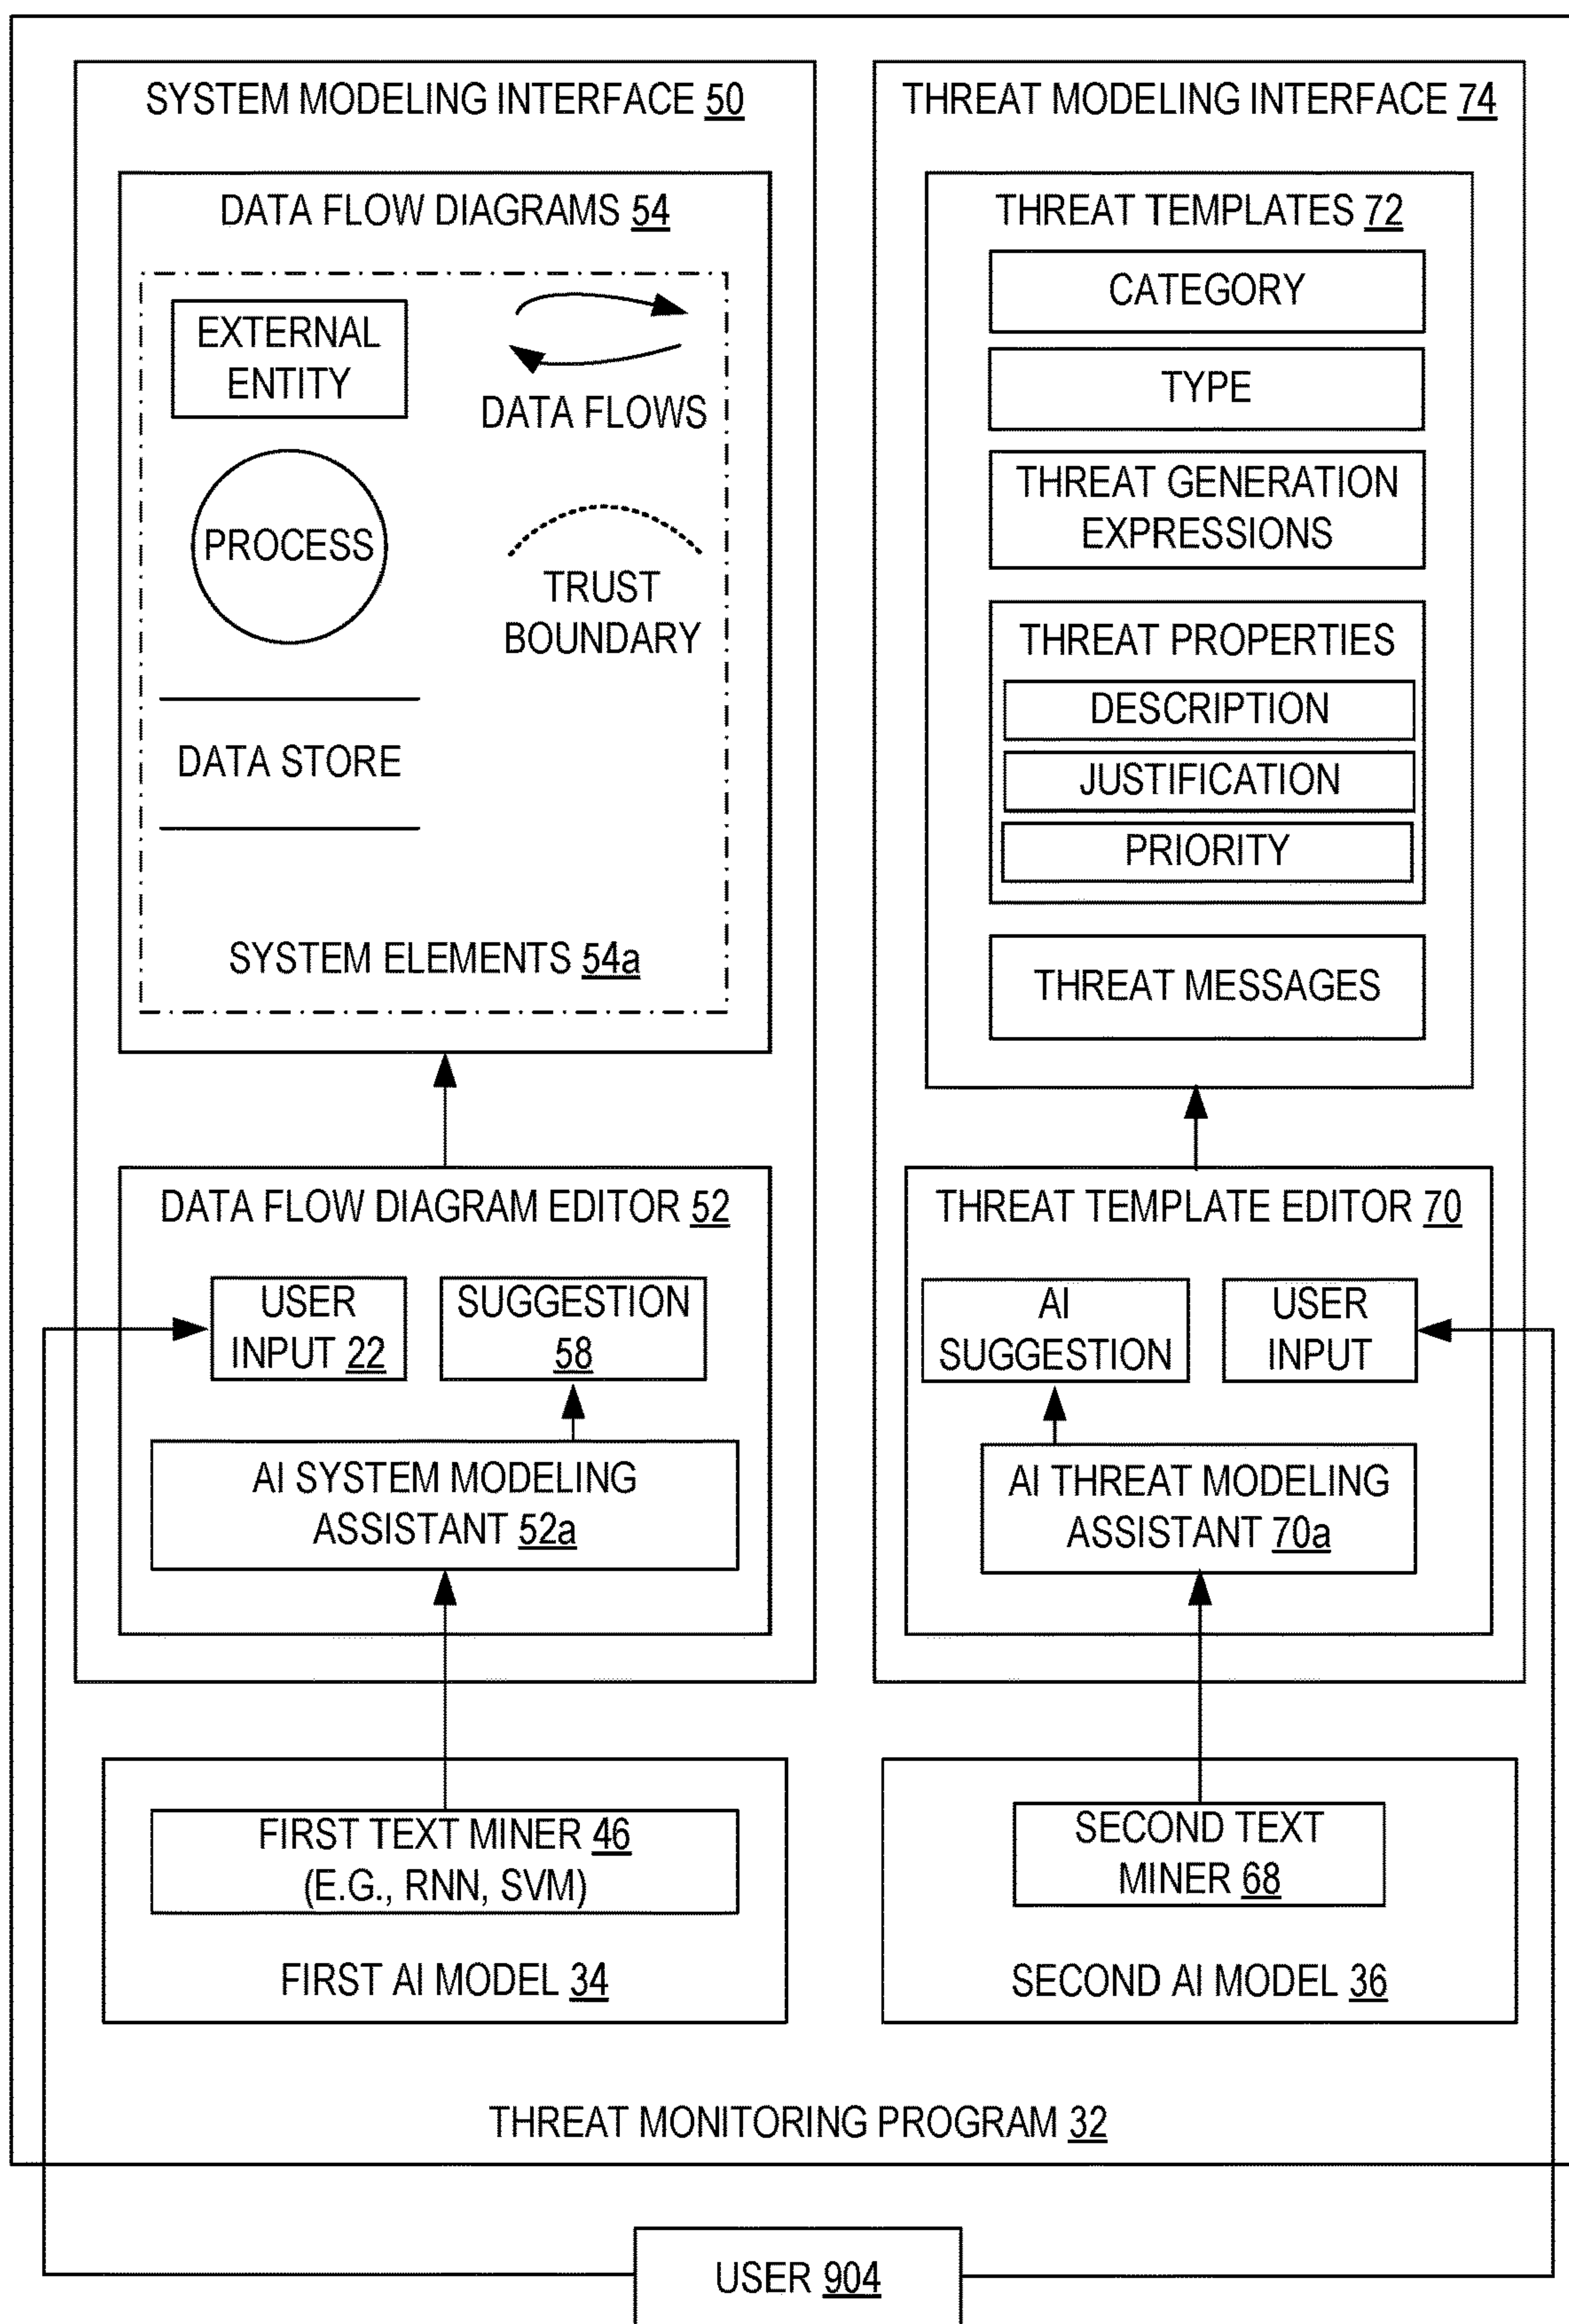 SYSTEM MODELING INTERFACE 50
DATA FLOW DIAGRAMS 54
EXTERNAL
ENTITY
DATA FLOWS
PROCESS
TRUST
BOUNDARY
DATA STORE
SYSTEM ELEMENTS 54a
DATA FLOW DIAGRAM EDITOR 52
USER
INPUT 22
SUGGESTION
58
AI SYSTEM MODELING
ASSISTANT 52a
FIRST TEXT MINER 46
(E.G., RNN, SVM)
FIRST AI MODEL 34
THREAT MODELING INTERFACE 74
THREAT TEMPLATES 72
CATEGORY
TYPE
THREAT GENERATION
EXPRESSIONS
THREAT PROPERTIES
DESCRIPTION
JUSTIFICATION
PRIORITY
THREAT MESSAGES
THREAT TEMPLATE EDITOR 70
AI
SUGGESTION
USER
INPUT
AI THREAT MODELING
ASSISTANT 70a
SECOND TEXT
MINER 68
SECOND AI MODEL 36
THREAT MONITORING PROGRAM 32
USER 904